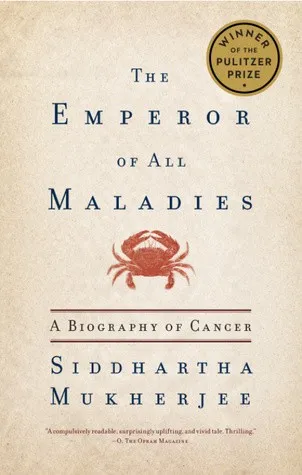 WINNER
OF THE
PULITZER
PRIZE
THE
EMPEROR
OF ALL
MALADIES
A BIOGRAPHY OF CANCER
SIDDHARTHA
MUKHERJEE
"A compulsively readable, surprisingly uplifting, and vivid tale. Thrilling."
—O, THE OPRAH MAGAZINE